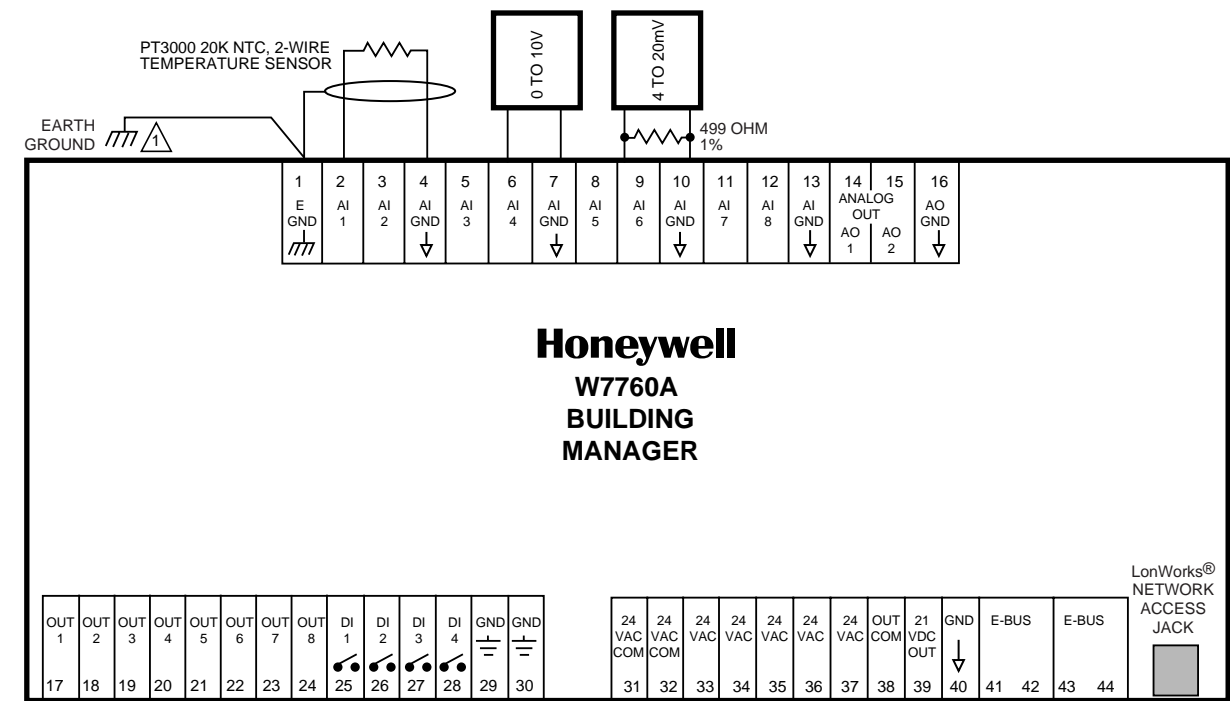 PT3000 20K NTC, 2-WIRE
TEMPERATURE SENSOR
0 TO 10V
4 TO 20mV
499 OHM
1%
EARTH
GROUND
1
1 2 3 4 5 6 7 8 9 10 11 12 13 14 15 16
E GND
AI 1
AI 2
AI GND
AI 3
AI 4
AI GND
AI 5
AI 6
AI GND
AI 7
AI 8
AI GND
ANALOG
OUT
AO 1
AO 2
AO GND
Honeywell
W7760A
BUILDING
MANAGER
LonWorks®
NETWORK
ACCESS
JACK
OUT 1
OUT 2
OUT 3
OUT 4
OUT 5
OUT 6
OUT 7
OUT 8
DI 1
DI 2
DI 3
DI 4
GND
GND
17 18 19 20 21 22 23 24 25 26 27 28 29 30
24 VAC COM
24 VAC COM
24 VAC
24 VAC
24 VAC
24 VAC
24 VAC
OUT COM
21 VDC OUT
GND
E-BUS
E-BUS
31 32 33 34 35 36 37 38 39 40 41 42 43 44